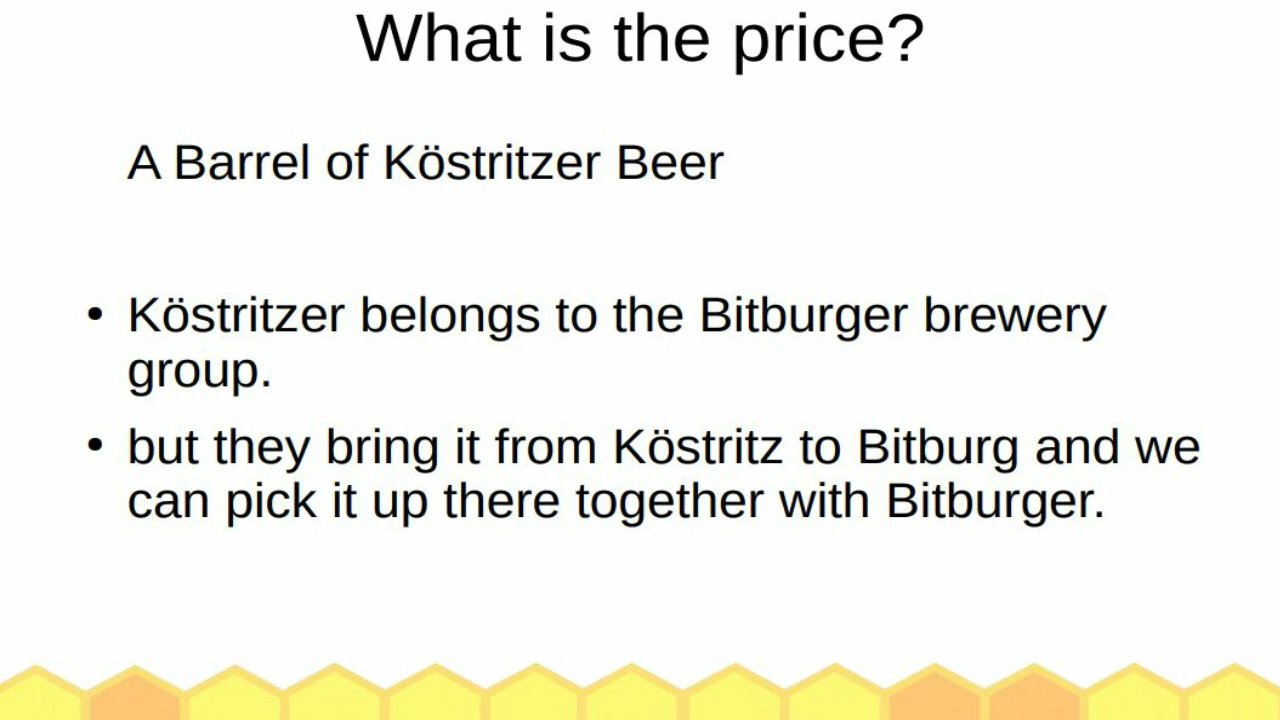 What is the price?
A Barrel of Köstritzer Beer
• Köstritzer belongs to the Bitburger brewery
group.
• but they bring it from Köstritz to Bitburg and we
can pick it up there together with Bitburger.